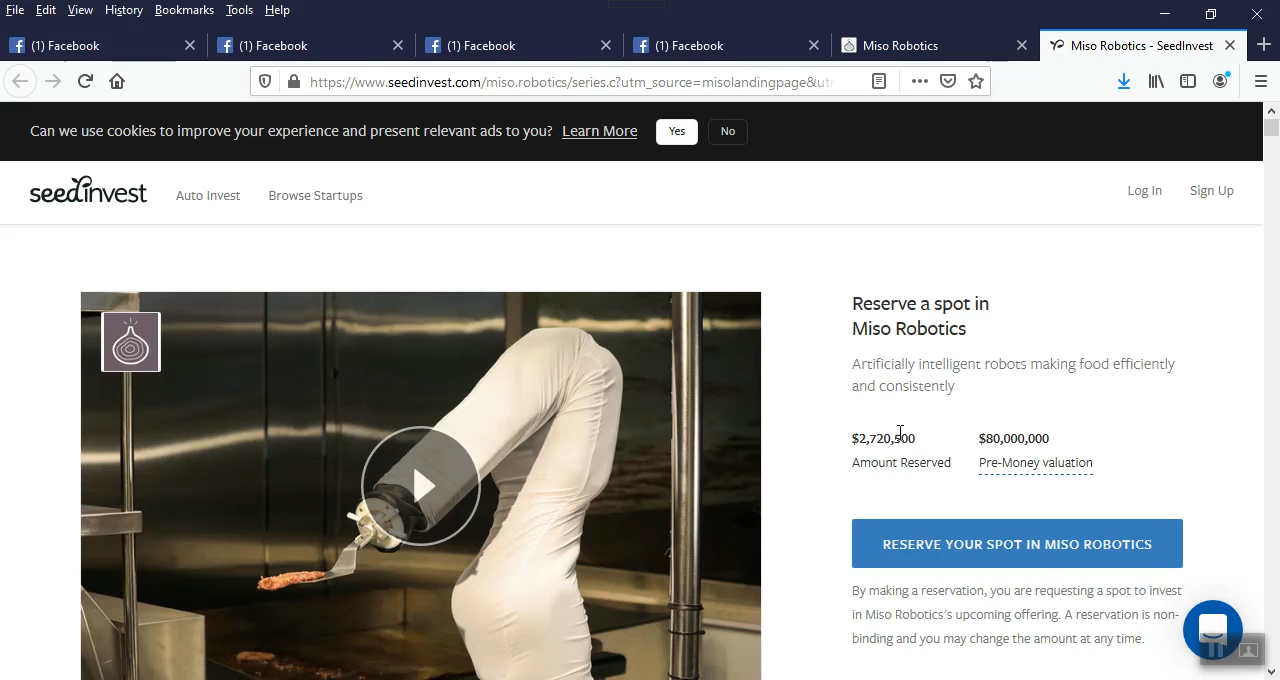 File Edit View History Bookmarks Tools Help
(1) Facebook (1) Facebook (1) Facebook (1) Facebook Miso Robotics Miso Robotics - SeedInvest
https://www.seedinvest.com/miso.robotics/series.c?utm_source=misolandingpage&utm
Can we use cookies to improve your experience and present relevant ads to you? Learn More Yes No
seedinvest Auto Invest Browse Startups Log In Sign Up
Reserve a spot in
Miso Robotics
Artificially intelligent robots making food efficiently
and consistently
$2,720,500 $80,000,000
Amount Reserved Pre-Money valuation
RESERVE YOUR SPOT IN MISO ROBOTICS
By making a reservation, you are requesting a spot to invest
in Miso Robotics's upcoming offering. A reservation is non-
binding and you may change the amount at any time.